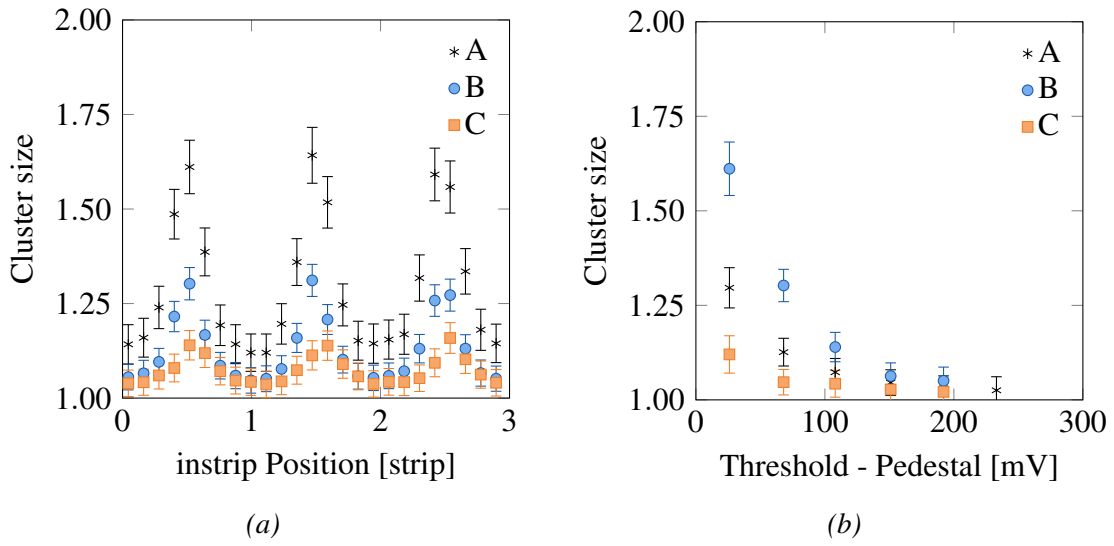 2.00
1.75
1.50
1.25
1.00
0
1
2
3
Cluster size
instrip Position [strip]
A
B
C
(a)
2.00
1.75
1.50
1.25
1.00
0
100
200
300
Cluster size
Threshold - Pedestal [mV]
A
B
C
(b)